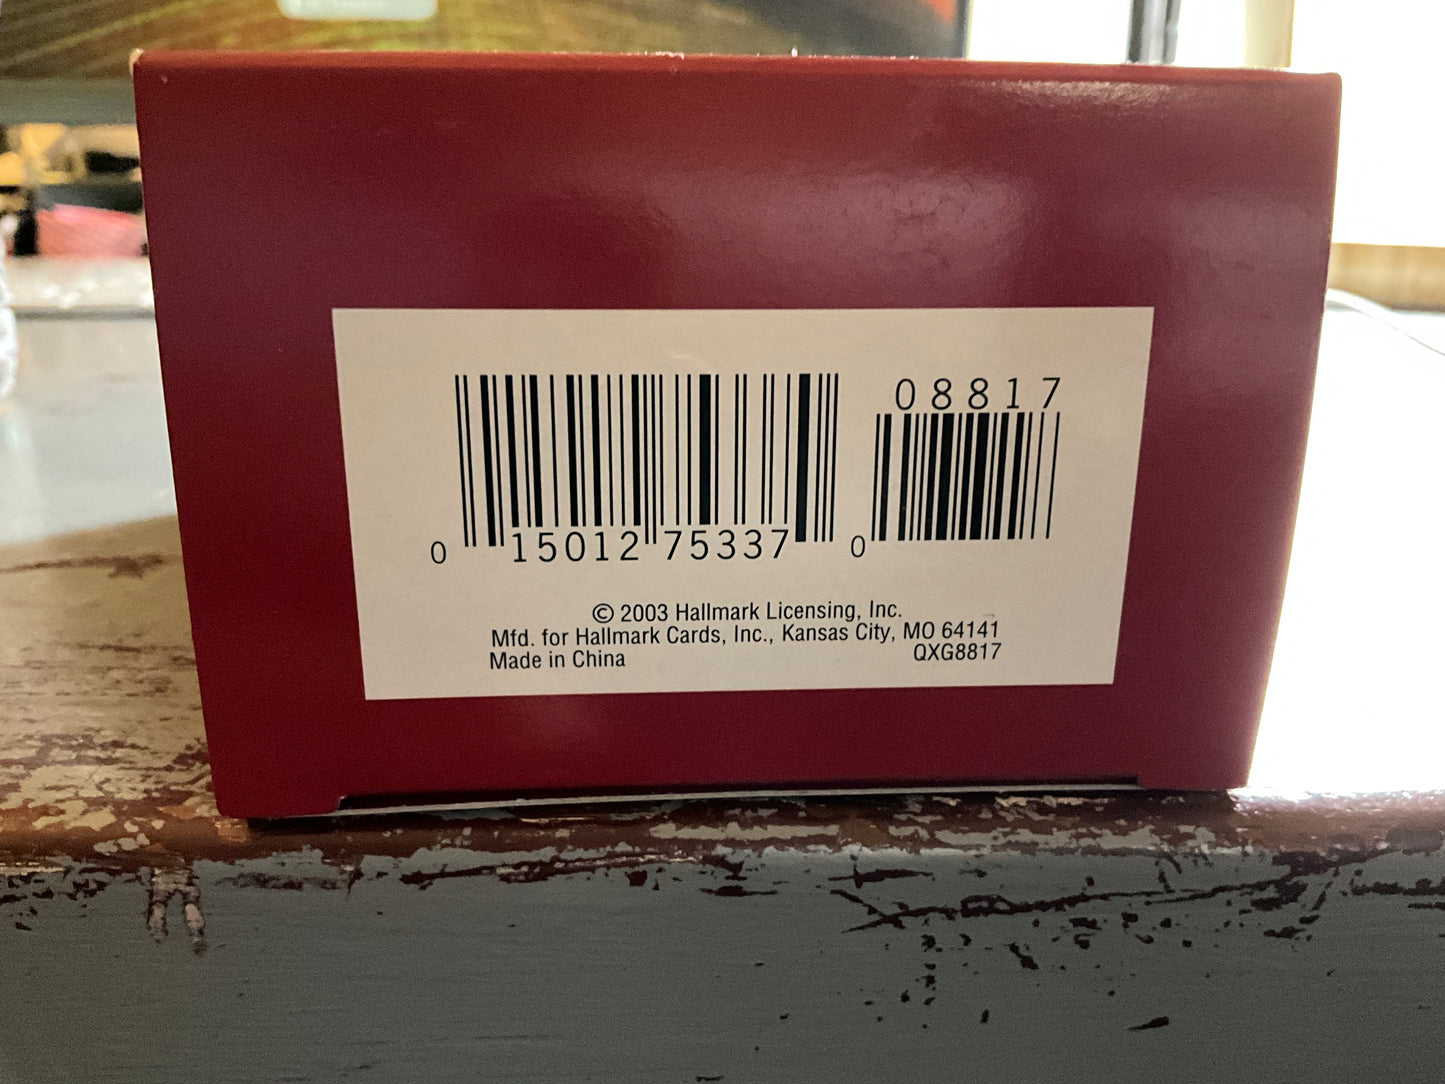 08817
0 15012 75337 0
© 2003 Hallmark Licensing, Inc.
Mfd. for Hallmark Cards, Inc., Kansas City, MO 64141
Made in China QXG8817